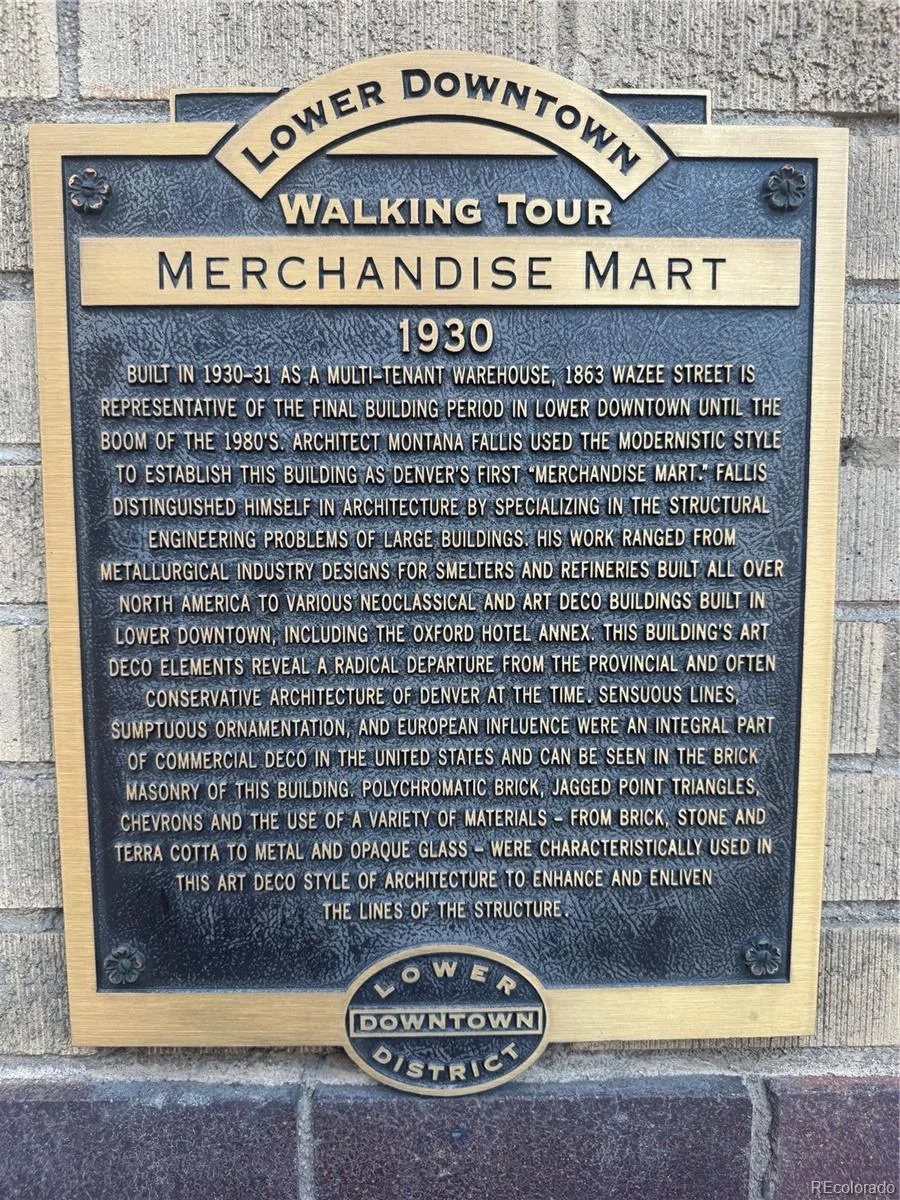 LOWER DOWNTOWN
WALKING TOUR
MERCHANDISE MART
1930
BUILT IN 1930-31 AS A MULTI-TENANT WAREHOUSE, 1863 WAZEE STREET IS
REPRESENTATIVE OF THE FINAL BUILDING PERIOD IN LOWER DOWNTOWN UNTIL THE
BOOM OF THE 1980'S. ARCHITECT MONTANA FALLIS USED THE MODERNISTIC STYLE
TO ESTABLISH THIS BUILDING AS DENVER'S FIRST "MERCHANDISE MART." FALLIS
DISTINGUISHED HIMSELF IN ARCHITECTURE BY SPECIALIZING IN THE STRUCTURAL
ENGINEERING PROBLEMS OF LARGE BUILDINGS. HIS WORK RANGED FROM
METALLURGICAL INDUSTRY DESIGNS FOR SMELTERS AND REFINERIES BUILT ALL OVER
NORTH AMERICA TO VARIOUS NEOCLASSICAL AND ART DECO BUILDINGS BUILT IN
LOWER DOWNTOWN, INCLUDING THE OXFORD HOTEL ANNEX. THIS BUILDING'S ART
DECO ELEMENTS REVEAL A RADICAL DEPARTURE FROM THE PROVINCIAL AND OFTEN
CONSERVATIVE ARCHITECTURE OF DENVER AT THE TIME. SENSUOUS LINES,
SUMPTUOUS ORNAMENTATION, AND EUROPEAN INFLUENCE WERE AN INTEGRAL PART
OF COMMERCIAL DECO IN THE UNITED STATES AND CAN BE SEEN IN THE BRICK
MASONRY OF THIS BUILDING. POLYCHROMATIC BRICK, JAGGED POINT TRIANGLES,
CHEVRONS AND THE USE OF A VARIETY OF MATERIALS - FROM BRICK, STONE AND
TERRA COTTA TO METAL AND OPAQUE GLASS - WERE CHARACTERISTICALLY USED IN
THIS ART DECO STYLE OF ARCHITECTURE TO ENHANCE AND ENLIVEN
THE LINES OF THE STRUCTURE.
LOWER
DOWNTOWN
DISTRICT
REcolorado